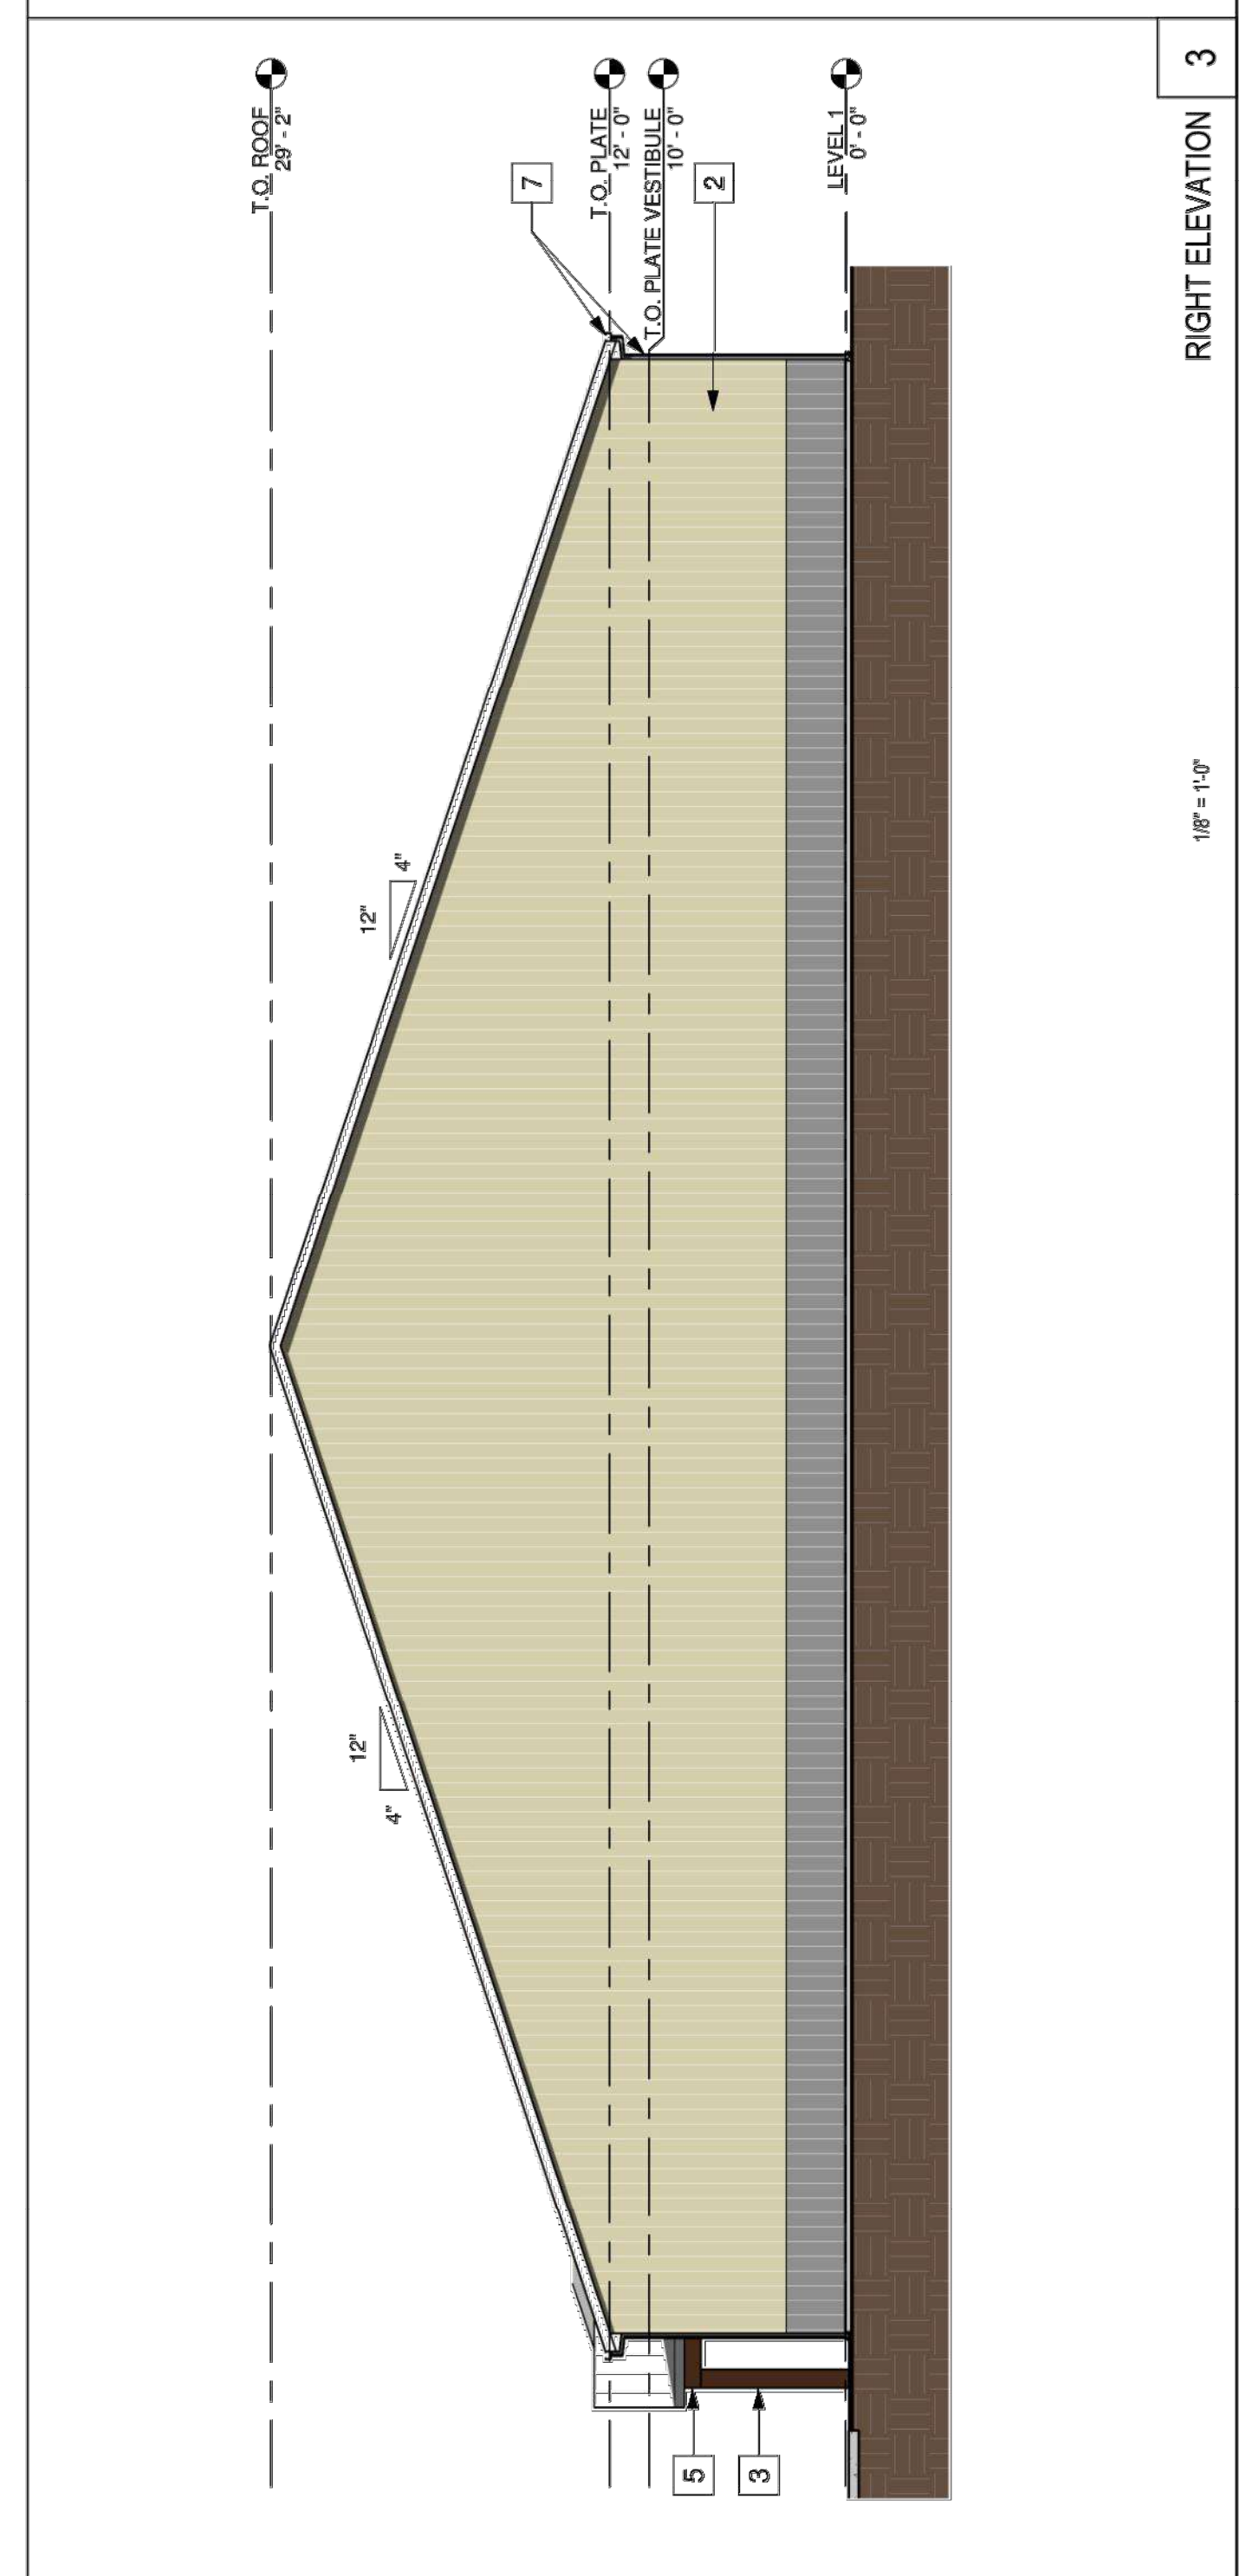 T.O. ROOF
29' - 2"
T.O. PLATE
12' - 0"
T.O. PLATE VESTIBULE
10' - 0"
LEVEL 1
0' - 0"
7
2
12"
4"
12"
4"
5
3
RIGHT ELEVATION
3
1/8" = 1'-0"